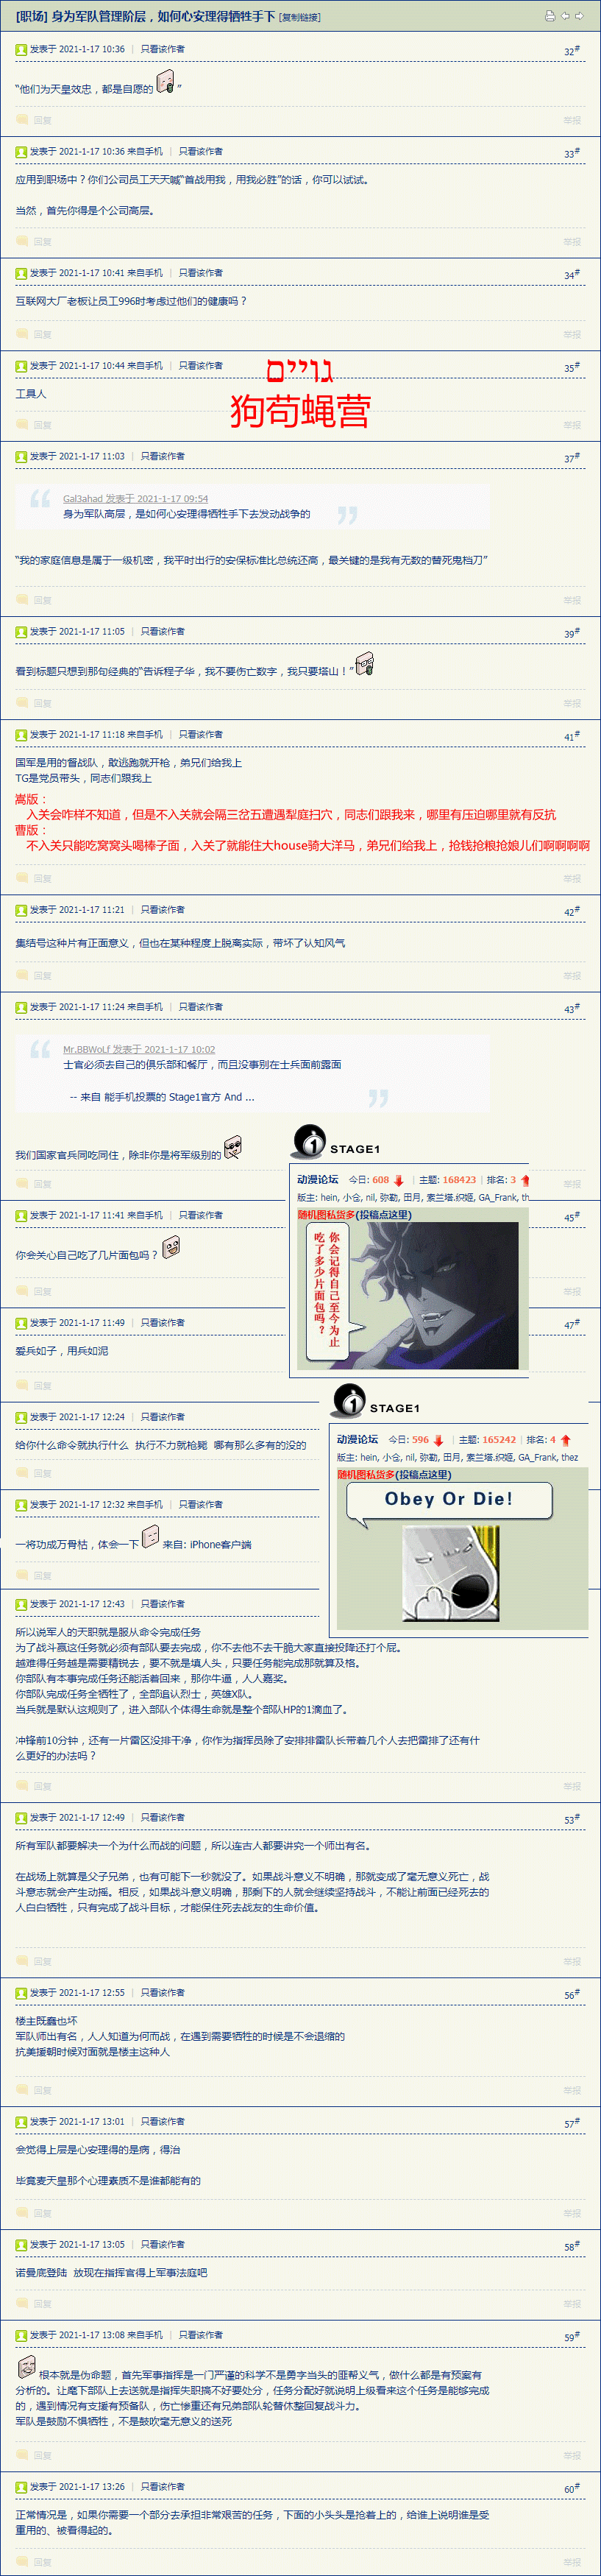 [职场] 身为军队管理阶层，如何心安理得牺牲手下 [复制链接]
发表于 2021-1-17 10:36 | 只看该作者
32#
“他们为天皇效忠，都是自愿的 ”
回复
举报
发表于 2021-1-17 10:36 来自手机 | 只看该作者
33#
应用到职场中？你们公司员工天天喊“首战用我，用我必胜”的话，你可以试试。
当然，首先你得是个公司高层。
回复
举报
发表于 2021-1-17 10:41 来自手机 | 只看该作者
34#
互联网大厂老板让员工996时考虑过他们的健康吗？
回复
举报
发表于 2021-1-17 10:44 来自手机 | 只看该作者
35#
גויים
工具人
狗苟蝇营
回复
举报
发表于 2021-1-17 11:03 | 只看该作者
37#
Gal3ahad 发表于 2021-1-17 09:54
身为军队高层，是如何心安理得牺牲手下去发动战争的
“我的家庭信息是属于一级机密，我平时出行的安保标准比总统还高，最关键的是我有无数的替死鬼档刀”
回复
举报
发表于 2021-1-17 11:05 | 只看该作者
39#
看到标题只想到那句经典的“告诉程子华，我不要伤亡数字，我只要塔山！”
回复
举报
发表于 2021-1-17 11:18 来自手机 | 只看该作者
41#
国军是用的督战队，敢逃跑就开枪，弟兄们给我上
TG是党员带头，同志们跟我上
嵩版：
入关会咋样不知道，但是不入关就会隔三岔五遭遇犁庭扫穴，同志们跟我来，哪里有压迫哪里就有反抗
曹版：
不入关只能吃窝窝头喝棒子面，入关了就能住大house骑大洋马，弟兄们给我上，抢钱抢粮抢娘儿们啊啊啊啊
回复
举报
发表于 2021-1-17 11:21 | 只看该作者
42#
集结号这种片有正面意义，但也在某种程度上脱离实际，带坏了认知风气
回复
举报
发表于 2021-1-17 11:24 来自手机 | 只看该作者
43#
Mr.BBWoLf 发表于 2021-1-17 10:02
士官必须去自己的俱乐部和餐厅，而且没事别在士兵面前露面
-- 来自 能手机投票的 Stage1官方 And ...
我们国家官兵同吃同住，除非你是将军级别的
回复
举报
STAGE1
动漫论坛 今日: 608 | 主题: 168423 | 排名: 3
版主: hein, 小仓, nil, 弥勒, 田月, 索兰塔.织姬, GA_Frank, the
随机图私货多(投稿点这里)
你会记得自己至今为止
吃了多少片面包吗？
发表于 2021-1-17 11:41 来自手机 | 只看该作者
45#
你会关心自己吃了几片面包吗？
回复
举报
发表于 2021-1-17 11:49 | 只看该作者
47#
爱兵如子，用兵如泥
回复
STAGE1
动漫论坛 今日: 596 | 主题: 165242 | 排名: 4
版主: hein, 小仓, nil, 弥勒, 田月, 索兰塔.织姬, GA_Frank, thez
随机图私货多(投稿点这里)
Obey Or Die!
发表于 2021-1-17 12:24 | 只看该作者
给你什么命令就执行什么 执行不力就枪毙 哪有那么多有的没的
回复
发表于 2021-1-17 12:32 来自手机 | 只看该作者
一将功成万骨枯，体会一下 来自: iPhone客户端
回复
发表于 2021-1-17 12:43 | 只看该作者
所以说军人的天职就是服从命令完成任务
为了战斗赢这任务就必须有部队要去完成，你不去他不去干脆大家直接投降还打个屁。
越难得任务越是需要精锐去，要不就是填人头，只要任务能完成那就算及格。
你部队有本事完成任务还能活着回来，那你牛逼，人人嘉奖。
你部队完成任务全牺牲了，全部追认烈士，英雄X队。
当兵就是默认这规则了，进入部队个体得生命就是整个部队HP的1滴血了。
冲锋前10分钟，还有一片雷区没排干净，你作为指挥员除了安排排雷队长带着几个人去把雷排了还有什
么更好的办法吗？
回复
举报
发表于 2021-1-17 12:49 | 只看该作者
53#
所有军队都要解决一个为什么而战的问题，所以连古人都要讲究一个师出有名。
在战场上就算是父子兄弟，也有可能下一秒就没了。如果战斗意义不明确，那就变成了毫无意义死亡，战
斗意志就会产生动摇。相反，如果战斗意义明确，那剩下的人就会继续坚持战斗，不能让前面已经死去的
人白白牺牲，只有完成了战斗目标，才能保住死去战友的生命价值。
回复
举报
发表于 2021-1-17 12:55 | 只看该作者
56#
楼主既蠢也坏
军队师出有名，人人知道为何而战，在遇到需要牺牲的时候是不会退缩的
抗美援朝时候对面就是楼主这种人
回复
举报
发表于 2021-1-17 13:01 | 只看该作者
57#
会觉得上层是心安理得的是病，得治
毕竟麦天皇那个心理素质不是谁都能有的
回复
举报
发表于 2021-1-17 13:05 | 只看该作者
58#
诺曼底登陆 放现在指挥官得上军事法庭吧
回复
举报
发表于 2021-1-17 13:08 来自手机 | 只看该作者
59#
根本就是伪命题，首先军事指挥是一门严谨的科学不是勇字当头的匪帮义气，做什么都是有预案有
分析的。让麾下部队上去送就是指挥失职搞不好要处分，任务分配好就说明上级看来这个任务是能够完成
的，遇到情况有支援有预备队，伤亡惨重还有兄弟部队轮替休整回复战斗力。
军队是鼓励不惧牺牲，不是鼓吹毫无意义的送死
回复
举报
发表于 2021-1-17 13:26 | 只看该作者
60#
正常情况是，如果你需要一个部分去承担非常艰苦的任务，下面的小头头是抢着上的，给谁上说明谁是受
重用的、被看得起的。
回复
举报